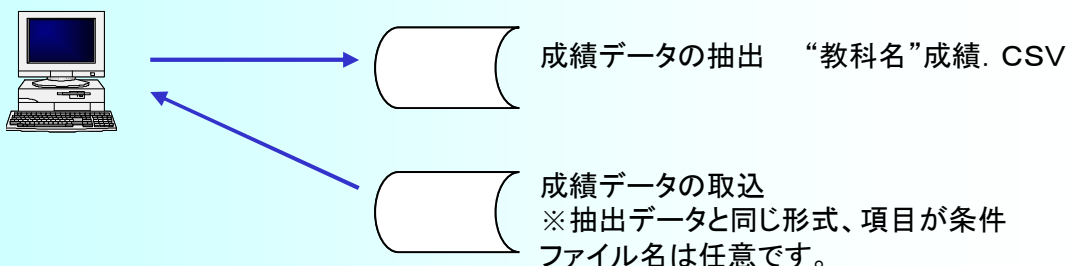 成績データの抽出　“教科名”成績．ＣＳＶ
成績データの取込
※抽出データと同じ形式、項目が条件
ファイル名は任意です。